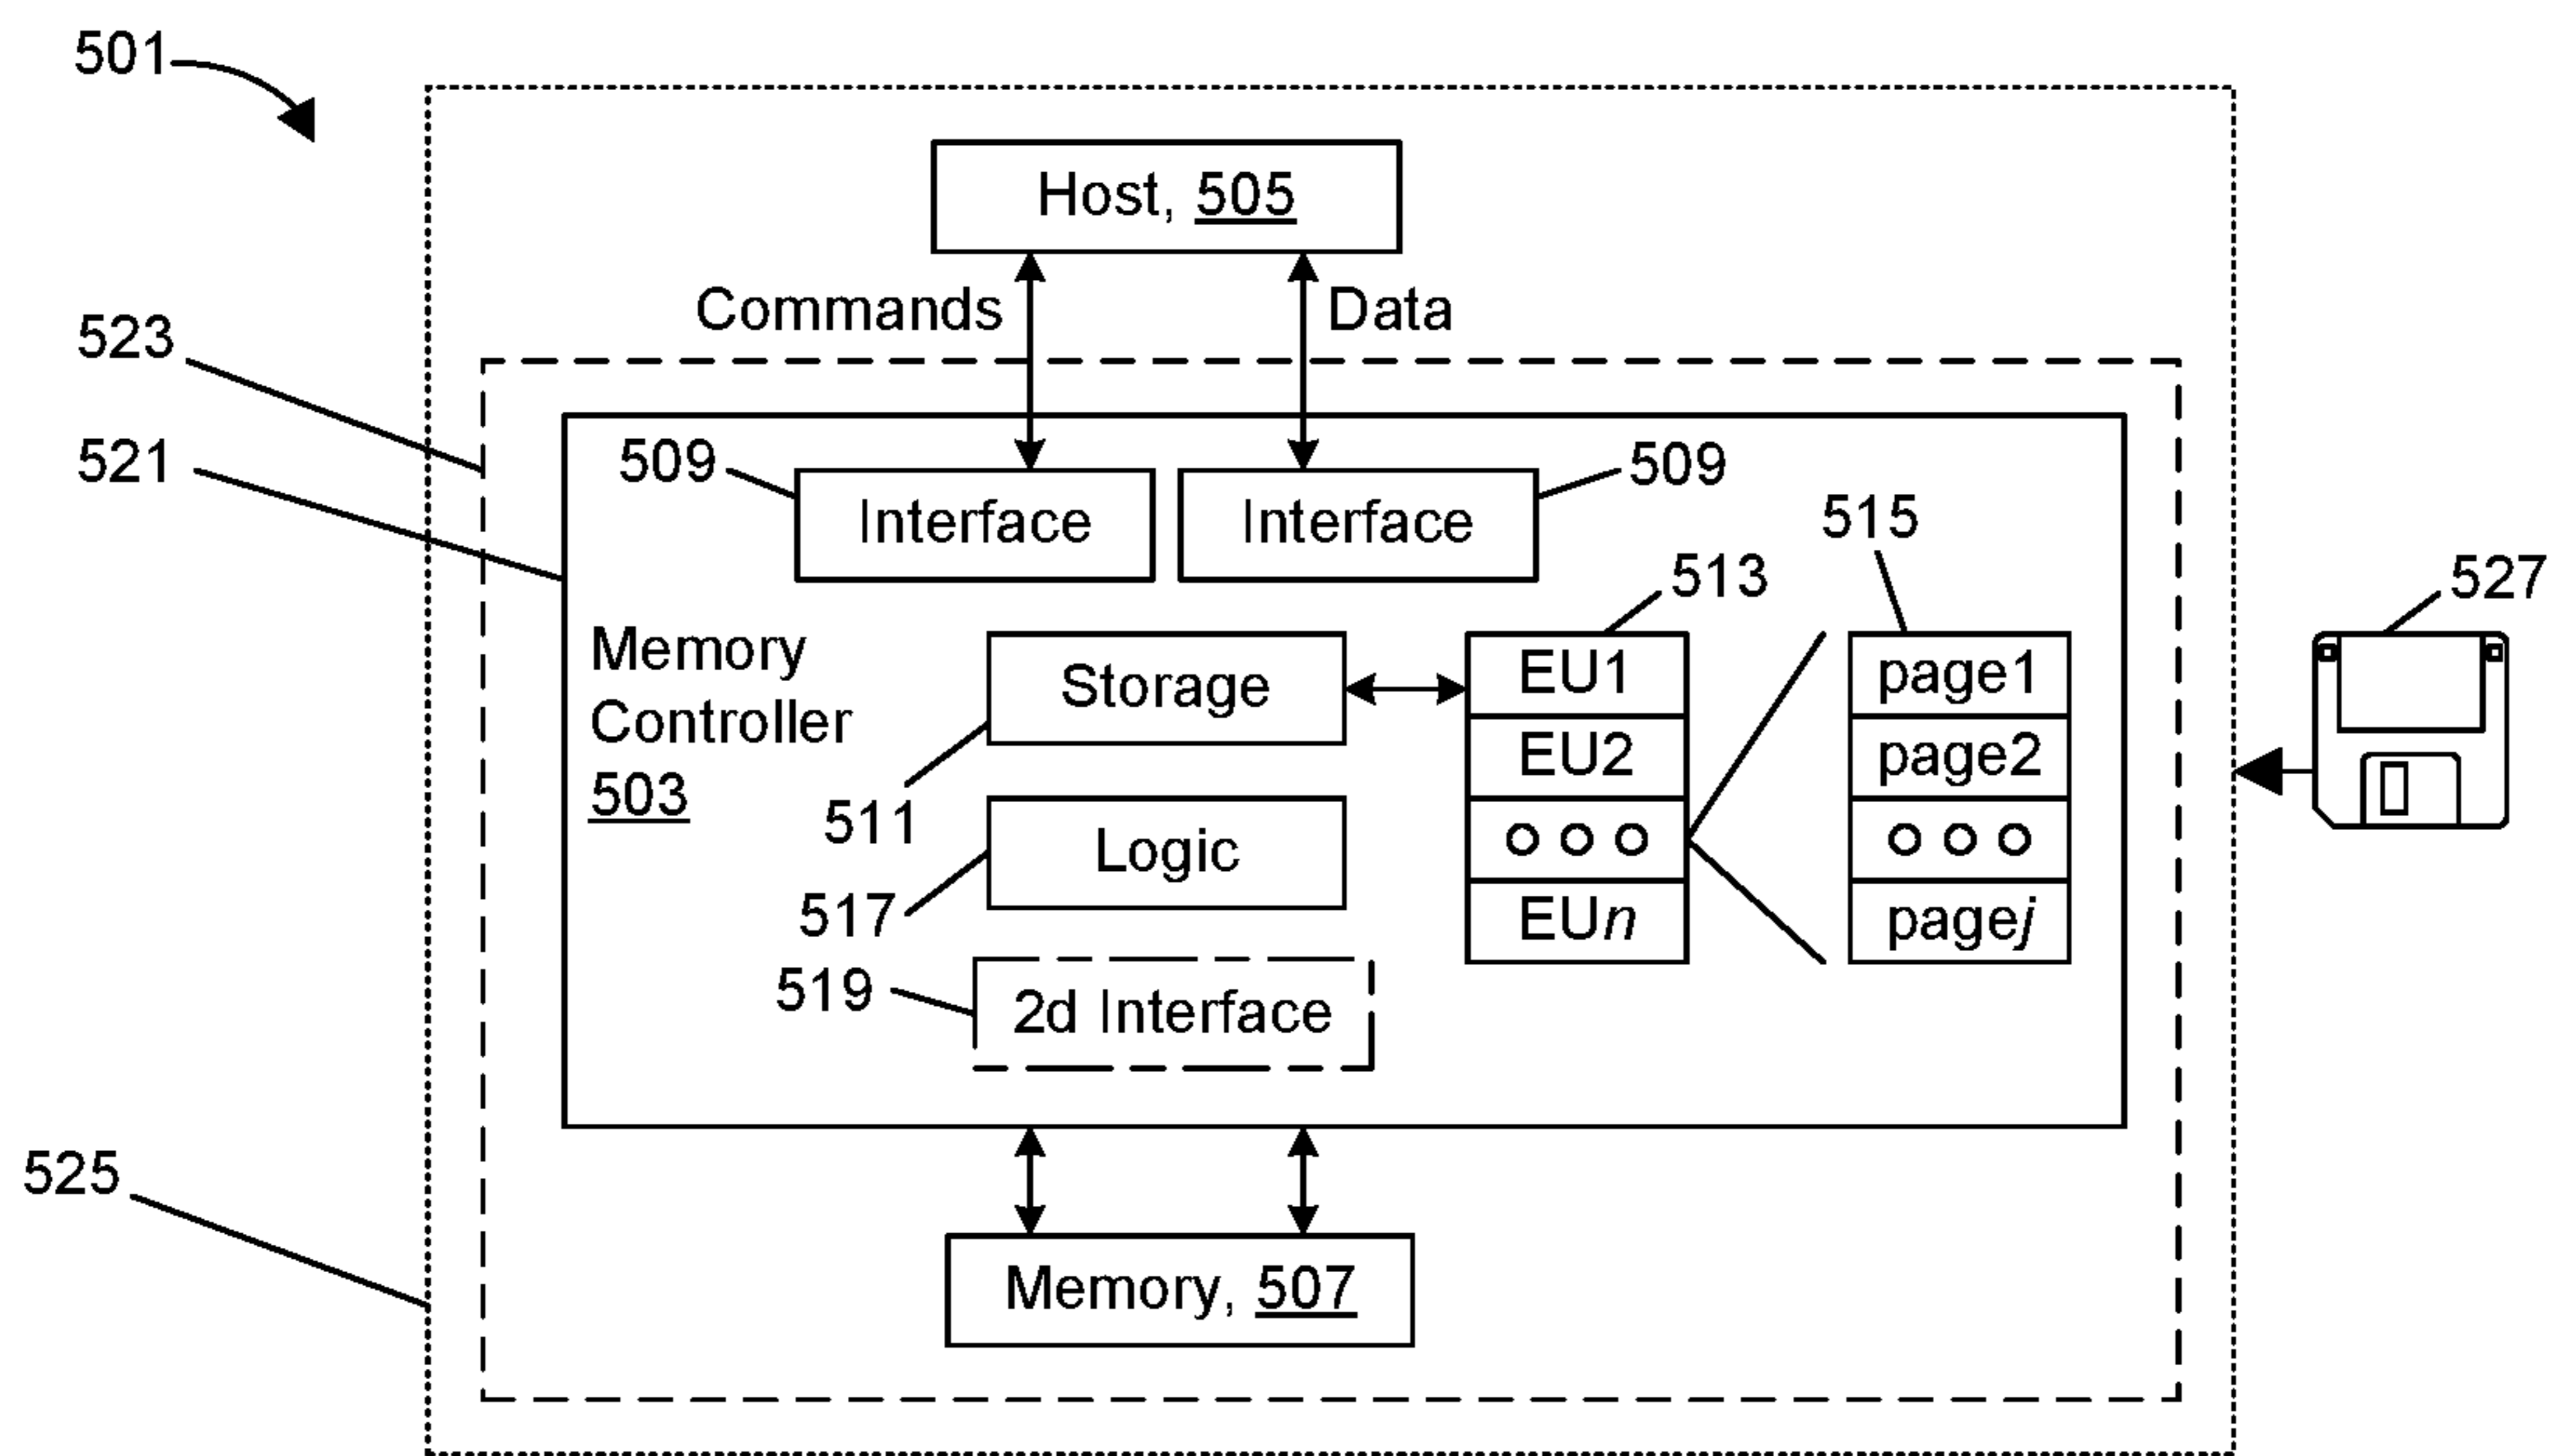 501
Host, 505
Commands
Data
523
521
509
Interface
Interface
509
515
513
527
Memory
Controller
503
Storage
511
EU1
EU2
EUn
page1
page2
pagej
Logic
517
519
2d Interface
525
Memory, 507